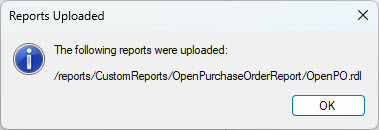 Reports Uploaded
The following reports were uploaded:
/reports/CustomReports/OpenPurchaseOrderReport/OpenPO.rdl
OK